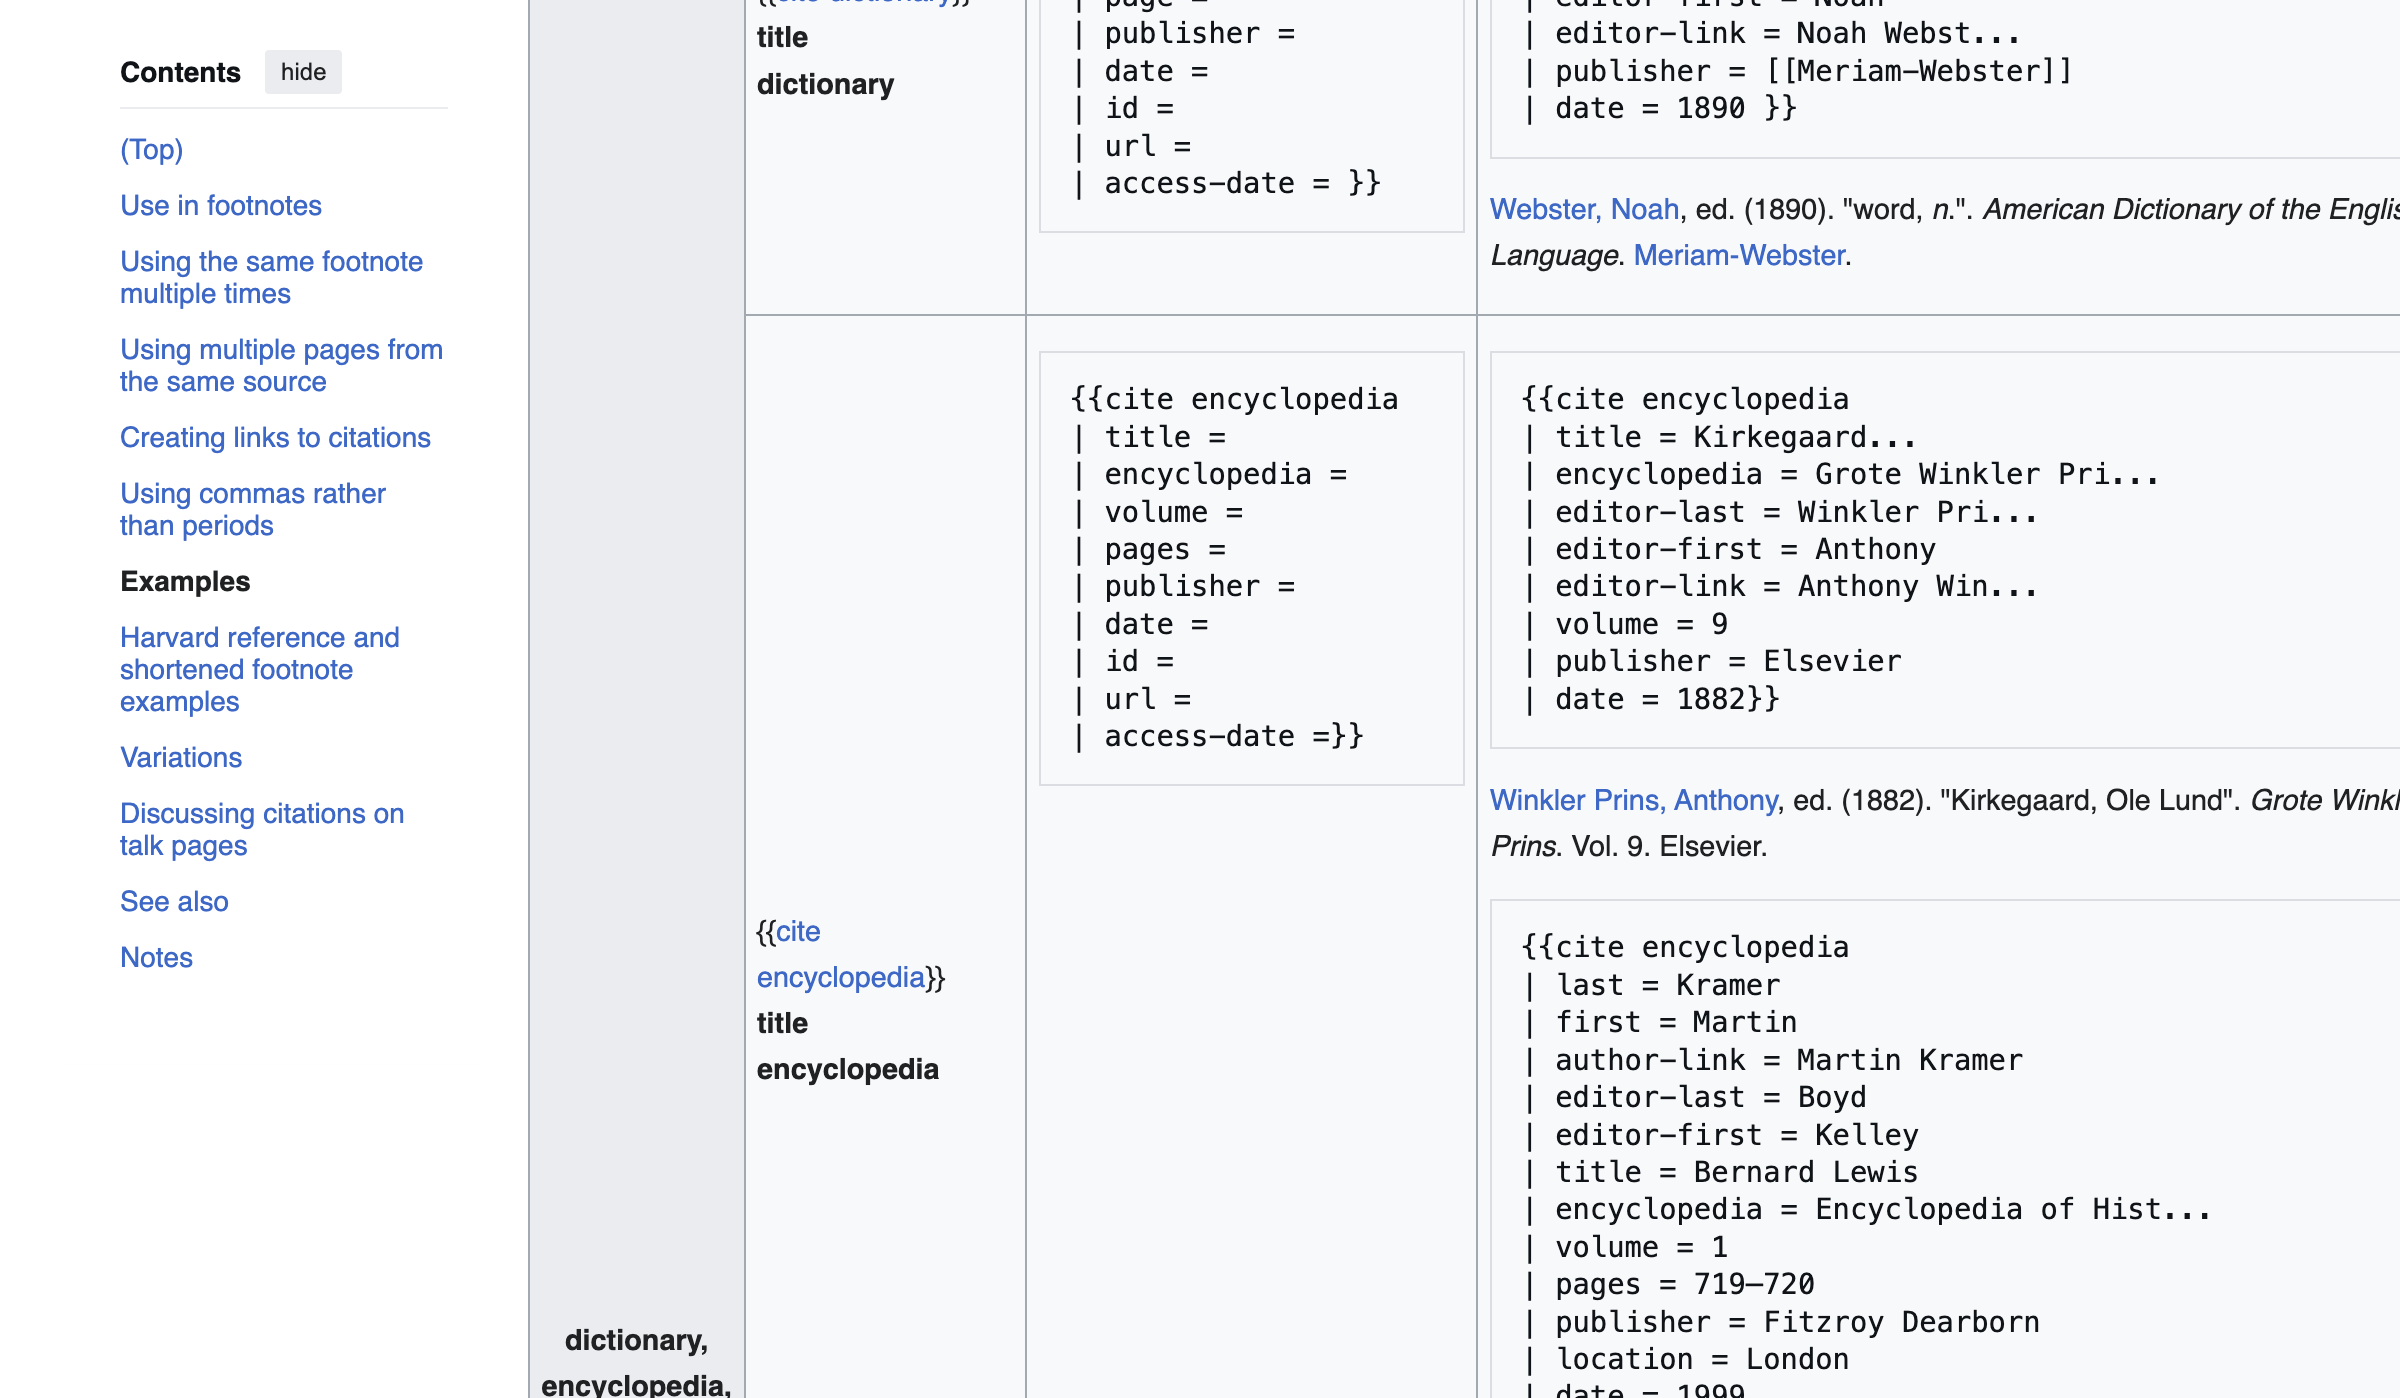 Contents hide
(Top)
Use in footnotes
Using the same footnote
multiple times
Using multiple pages from
the same source
Creating links to citations
Using commas rather
than periods
Examples
Harvard reference and
shortened footnote
examples
Variations
Discussing citations on
talk pages
See also
Notes
dictionary,
encyclopedia,
{{cite dictionary}}
title
dictionary
| page =
| publisher =
| date =
| id =
| url =
| access-date = }}
| editor-first = Noah
| editor-link = Noah Webst...
| publisher = [[Meriam-Webster]]
| date = 1890 }}
Webster, Noah, ed. (1890). "word, n.". American Dictionary of the
Language. Meriam-Webster.
{{cite
encyclopedia}}
title
encyclopedia
{{cite encyclopedia
| title =
| encyclopedia =
| volume =
| pages =
| publisher =
| date =
| id =
| url =
| access-date =}}
{{cite encyclopedia
| title = Kirkegaard...
| encyclopedia = Grote Winkler Pri...
| editor-last = Winkler Pri...
| editor-first = Anthony
| editor-link = Anthony Win...
| volume = 9
| publisher = Elsevier
| date = 1882}}
Winkler Prins, Anthony, ed. (1882). "Kirkegaard, Ole Lund". Grote
Prins. Vol. 9. Elsevier.
{{cite encyclopedia
| last = Kramer
| first = Martin
| author-link = Martin Kramer
| editor-last = Boyd
| editor-first = Kelley
| title = Bernard Lewis
| encyclopedia = Encyclopedia of Hist...
| volume = 1
| pages = 719–720
| publisher = Fitzroy Dearborn
| location = London
| date = 1999